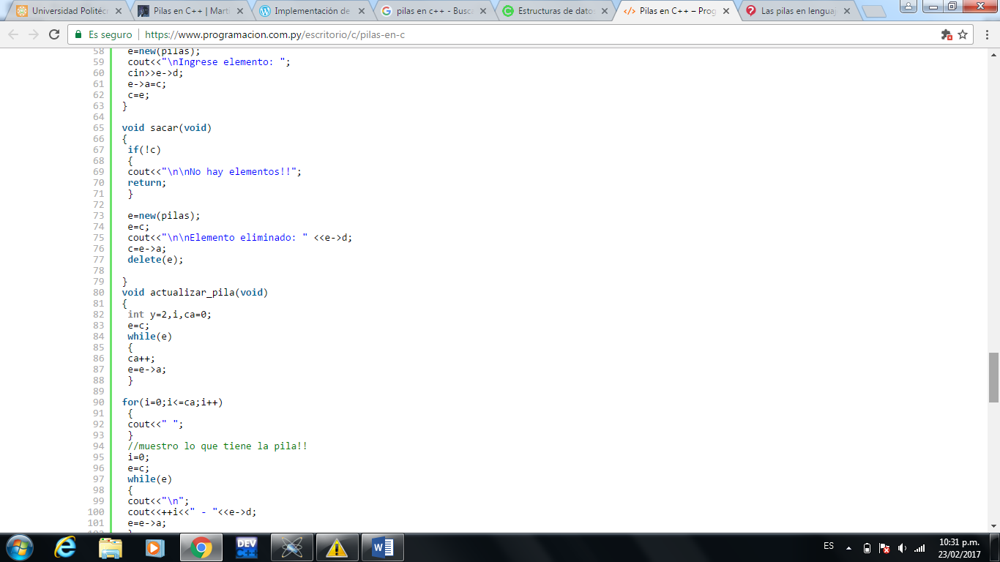 Universidad Politécn
Pilas en C++ | Mart
Implementación de
pilas en c++ - Busca
Estructuras de datos
Pilas en C++ – Prog
Las pilas en lenguaj
Es seguro | https://www.programacion.com.py/escritorio/c/pilas-en-c
58 e=new(pilas);
59 cout<<"\nIngrese elemento: ";
60 cin>>e->d;
61 e->a=c;
62 c=e;
63 }
64
65 void sacar(void)
66 {
67 if(!c)
68 {
69 cout<<"\n\nNo hay elementos!!";
70 return;
71 }
72
73 e=new(pilas);
74 e=c;
75 cout<<"\n\nElemento eliminado: " <<e->d;
76 c=e->a;
77 delete(e);
78
79 }
80 void actualizar_pila(void)
81 {
82 int y=2,i,ca=0;
83 e=c;
84 while(e)
85 {
86 ca++;
87 e=e->a;
88 }
89
90 for(i=0;i<=ca;i++)
91 {
92 cout<<" ";
93 }
94 //muestro lo que tiene la pila!!
95 i=0;
96 e=c;
97 while(e)
98 {
99 cout<<"\n";
100 cout<<++i<<" - "<<e->d;
101 e=e->a;
DEV
C++
ES
10:31 p.m.
23/02/2017